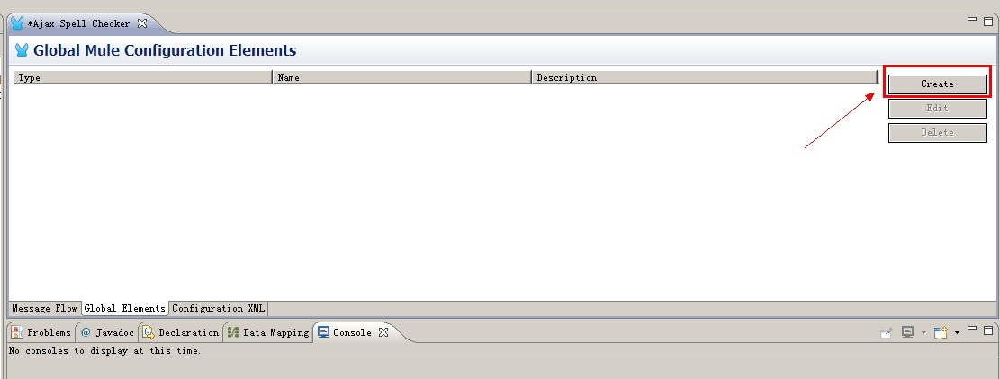 *Ajax Spell Checker
Global Mule Configuration Elements
Type Name Description
Create
Edit
Delete
Message Flow Global Elements Configuration XML
Problems @ Javadoc Declaration Data Mapping Console
No consoles to display at this time.